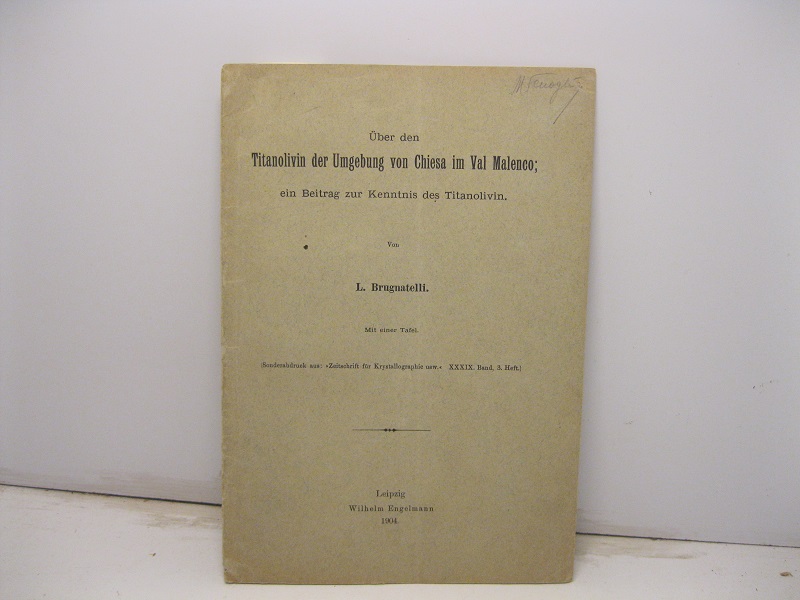 Über den
Titanolivin der Umgebung von Chiesa im Val Malenco;
ein Beitrag zur Kenntnis des Titanolivin.
Von
L. Brugnatelli.
Mit einer Tafel.
(Sonderabdruck aus: »Zeitschrift für Krystallographie usw.« XXXIX. Band, 3. Heft.)
Leipzig
Wilhelm Engelmann
1904.